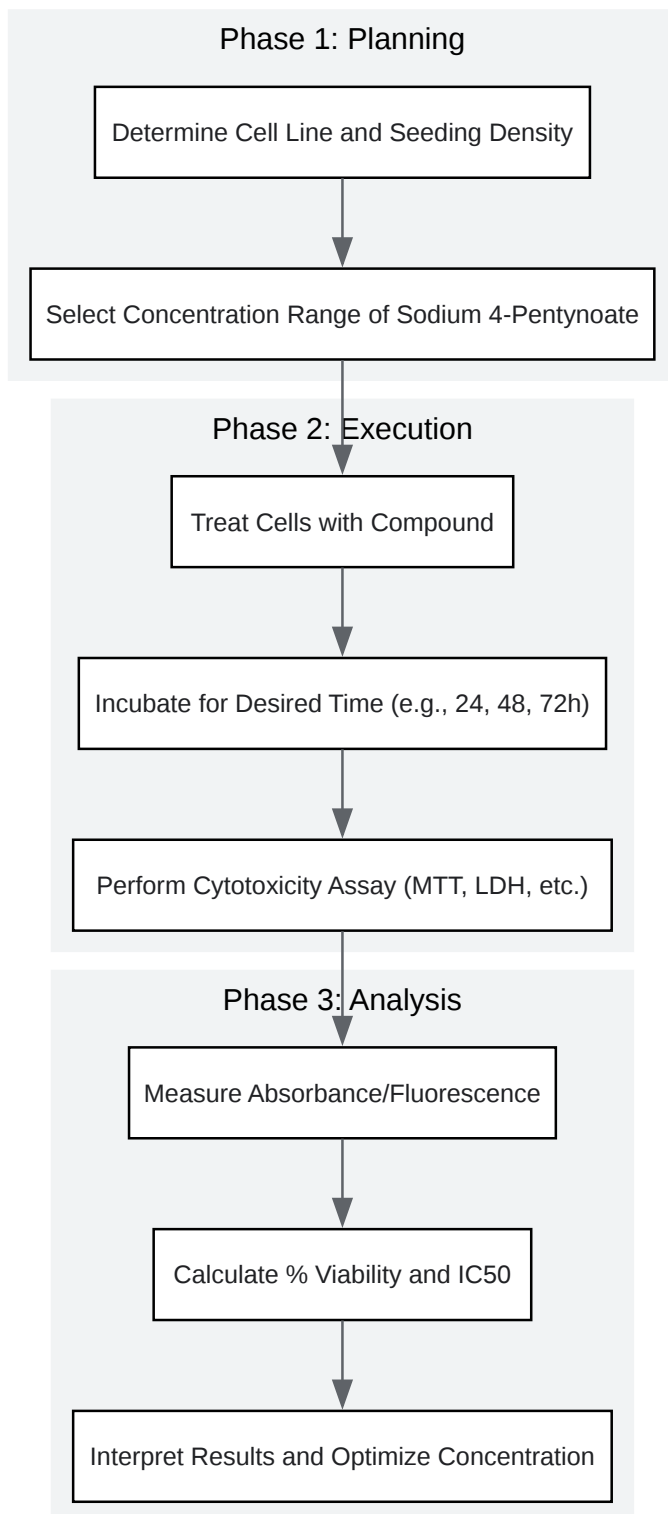 Phase 1: Planning
Determine Cell Line and Seeding Density
Select Concentration Range of Sodium 4-Pentynoate
Phase 2: Execution
Treat Cells with Compound
Incubate for Desired Time (e.g., 24, 48, 72h)
Perform Cytotoxicity Assay (MTT, LDH, etc.)
Phase 3: Analysis
Measure Absorbance/Fluorescence
Calculate % Viability and IC50
Interpret Results and Optimize Concentration